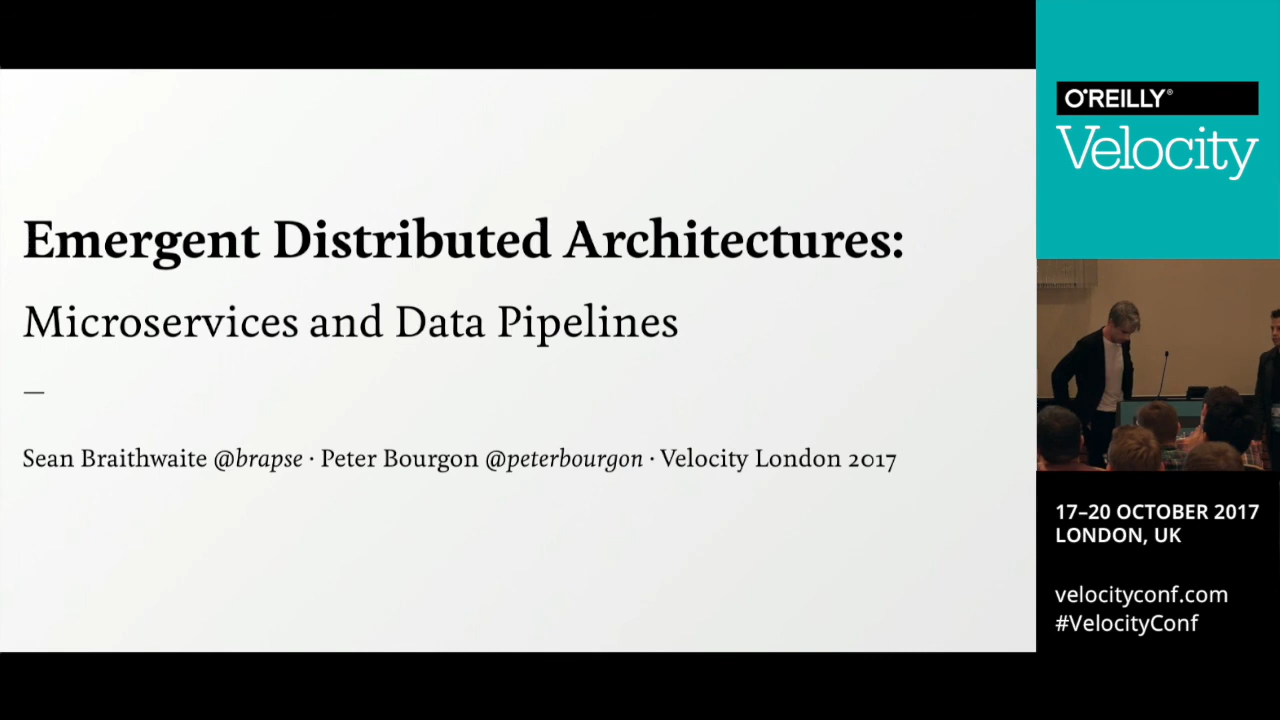 Emergent Distributed Architectures:
Microservices and Data Pipelines
—
Sean Braithwaite @brapse · Peter Bourgon @peterbourgon · Velocity London 2017
O'REILLY®
Velocity
17–20 OCTOBER 2017
LONDON, UK
velocityconf.com
#VelocityConf